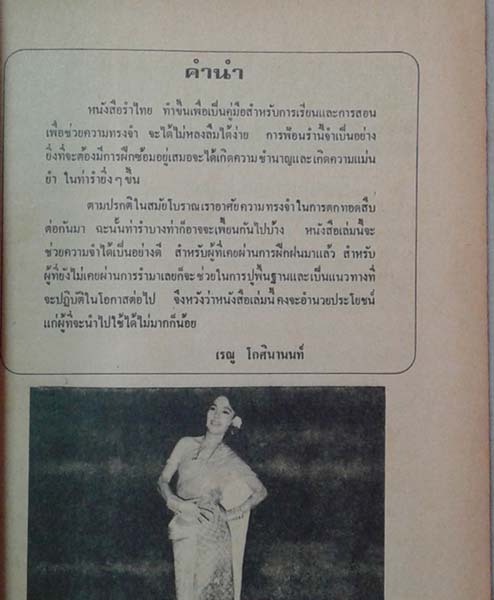 คำนำ
หนังสือรำไทย ทำขึ้นเพื่อเป็นคู่มือสำหรับการเรียนและการสอน
เพื่อช่วยความทรงจำ จะได้ไม่หลงลืมได้ง่าย การฟ้อนรำนี้จำเป็นอย่าง
ยิ่งที่จะต้องมีการฝึกซ้อมอยู่เสมอจะได้เกิดความชำนาญและเกิดความแม่น
ยำ ในท่ารำยิ่งๆ ขึ้น
ตามปรกติในสมัยโบราณเราอาศัยความทรงจำในการตกทอดสืบ
ต่อกันมา ฉะนั้นท่ารำบางท่าก็อาจจะเพี้ยนกันไปบ้าง หนังสือเล่มนี้จะ
ช่วยความจำได้เป็นอย่างดี สำหรับผู้ที่เคยผ่านการฝึกฝนมาแล้ว สำหรับ
ผู้ที่ยังไม่เคยผ่านการรำมาเลยก็จะช่วยในการปูพื้นฐานและเป็นแนวทางที่
จะปฏิบัติในโอกาสต่อไป จึงหวังว่าหนังสือเล่มนี้คงจะอำนวยประโยชน์
แก่ผู้ที่จะนำไปใช้ได้ไม่มากก็น้อย
เรณู โกศินานนท์